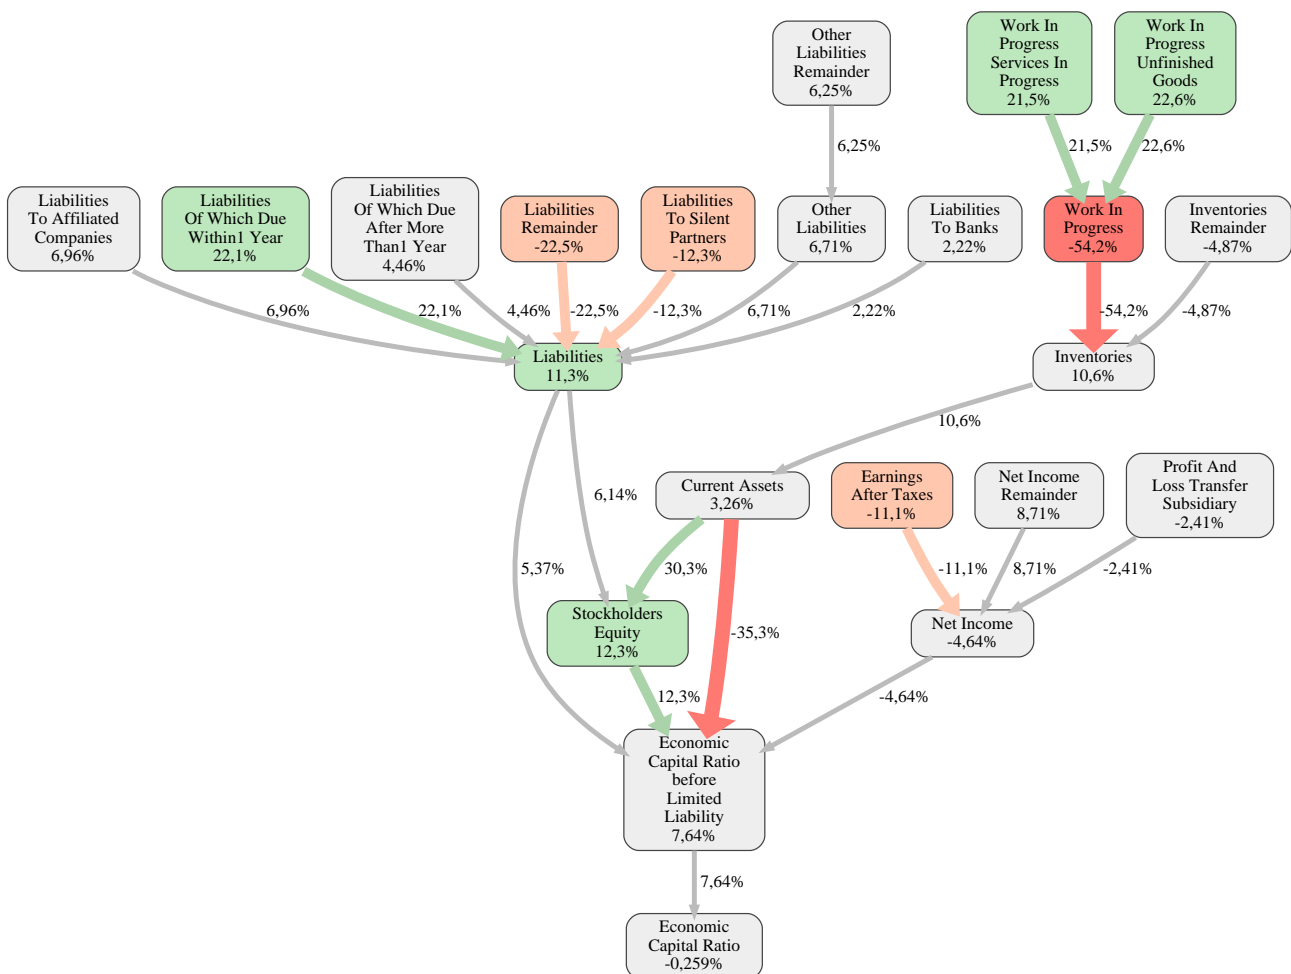 Other
Liabilities
Remainder
6,25%
Work In
Progress
Services In
Progress
21,5%
Work In
Progress
Unfinished
Goods
22,6%
6,25%
21,5%
22,6%
Liabilities
To Affiliated
Companies
6,96%
Liabilities
Of Which Due
Within1 Year
22,1%
Liabilities
Of Which Due
After More
Than1 Year
4,46%
Liabilities
Remainder
-22,5%
Liabilities
To Silent
Partners
-12,3%
Other
Liabilities
6,71%
Liabilities
To Banks
2,22%
Work In
Progress
-54,2%
Inventories
Remainder
-4,87%
6,96%
22,1%
4,46%
-22,5%
-12,3%
6,71%
2,22%
-54,2%
-4,87%
Liabilities
11,3%
Inventories
10,6%
10,6%
6,14%
Current Assets
3,26%
Earnings
After Taxes
-11,1%
Net Income
Remainder
8,71%
Profit And
Loss Transfer
Subsidiary
-2,41%
5,37%
30,3%
-35,3%
-11,1%
8,71%
-2,41%
Stockholders
Equity
12,3%
Net Income
-4,64%
12,3%
-4,64%
Economic
Capital Ratio
before
Limited
Liability
7,64%
7,64%
Economic
Capital Ratio
-0,259%